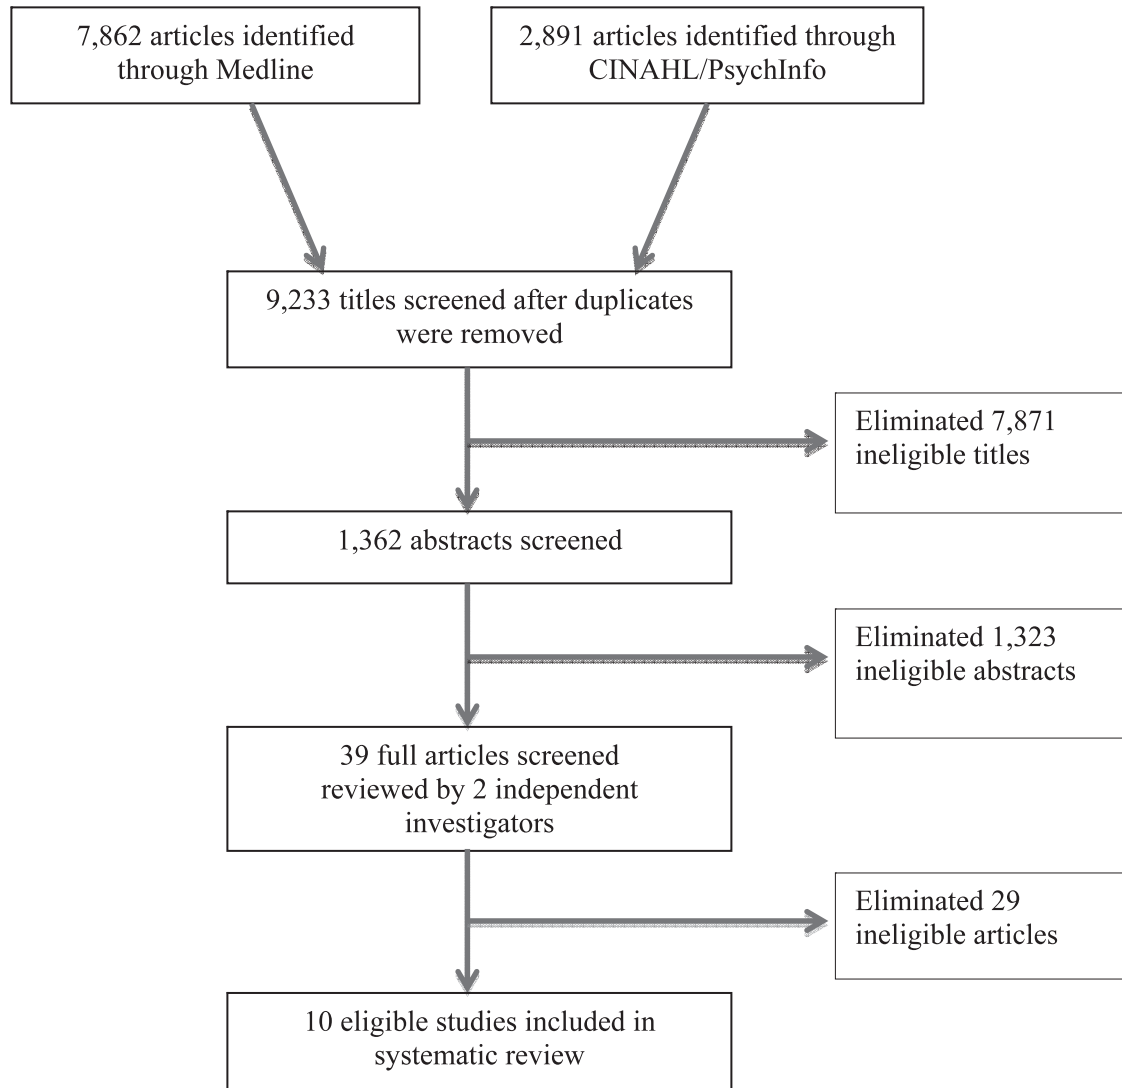 7,862 articles identified
through Medline
2,891 articles identified through
CINAHL/PsychInfo
9,233 titles screened after duplicates
were removed
Eliminated 7,871
ineligible titles
1,362 abstracts screened
Eliminated 1,323
ineligible abstracts
39 full articles screened
reviewed by 2 independent
investigators
Eliminated 29
ineligible articles
10 eligible studies included in
systematic review